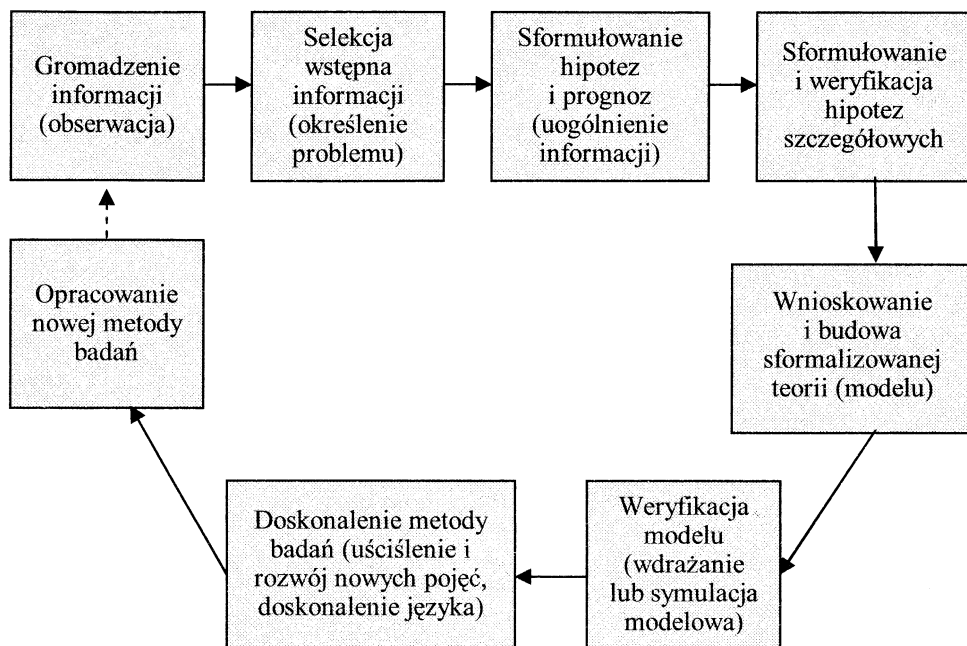 Gromadzenie
informacji
(obserwacja)
Selekcja
wstępna
informacji
(określenie
problemu)
Sformułowanie
hipotez
i prognoz
(uogólnienie
informacji)
Sformułowanie
i weryfikacja
hipotez
szczegółowych
Wnioskowanie
i budowa
sformalizowanej
teorii (modelu)
Weryfikacja
modelu
(wdrażanie
lub symulacja
modelowa)
Doskonalenie metody
badań (uściślenie i
rozwój nowych pojęć,
doskonalenie języka)
Opracowanie
nowej metody
badań